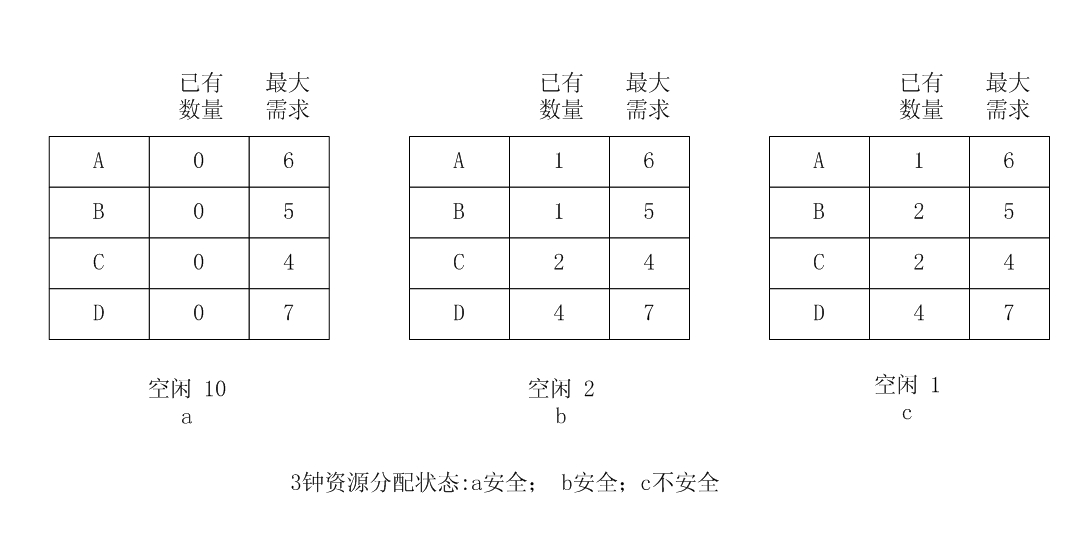 已有 最大
数量 需求
A 0 6
B 0 5
C 0 4
D 0 7
空闲 10
a
已有 最大
数量 需求
A 1 6
B 1 5
C 2 4
D 4 7
空闲 2
b
已有 最大
数量 需求
A 1 6
B 2 5
C 2 4
D 4 7
空闲 1
c
3钟资源分配状态:a安全; b安全;c不安全